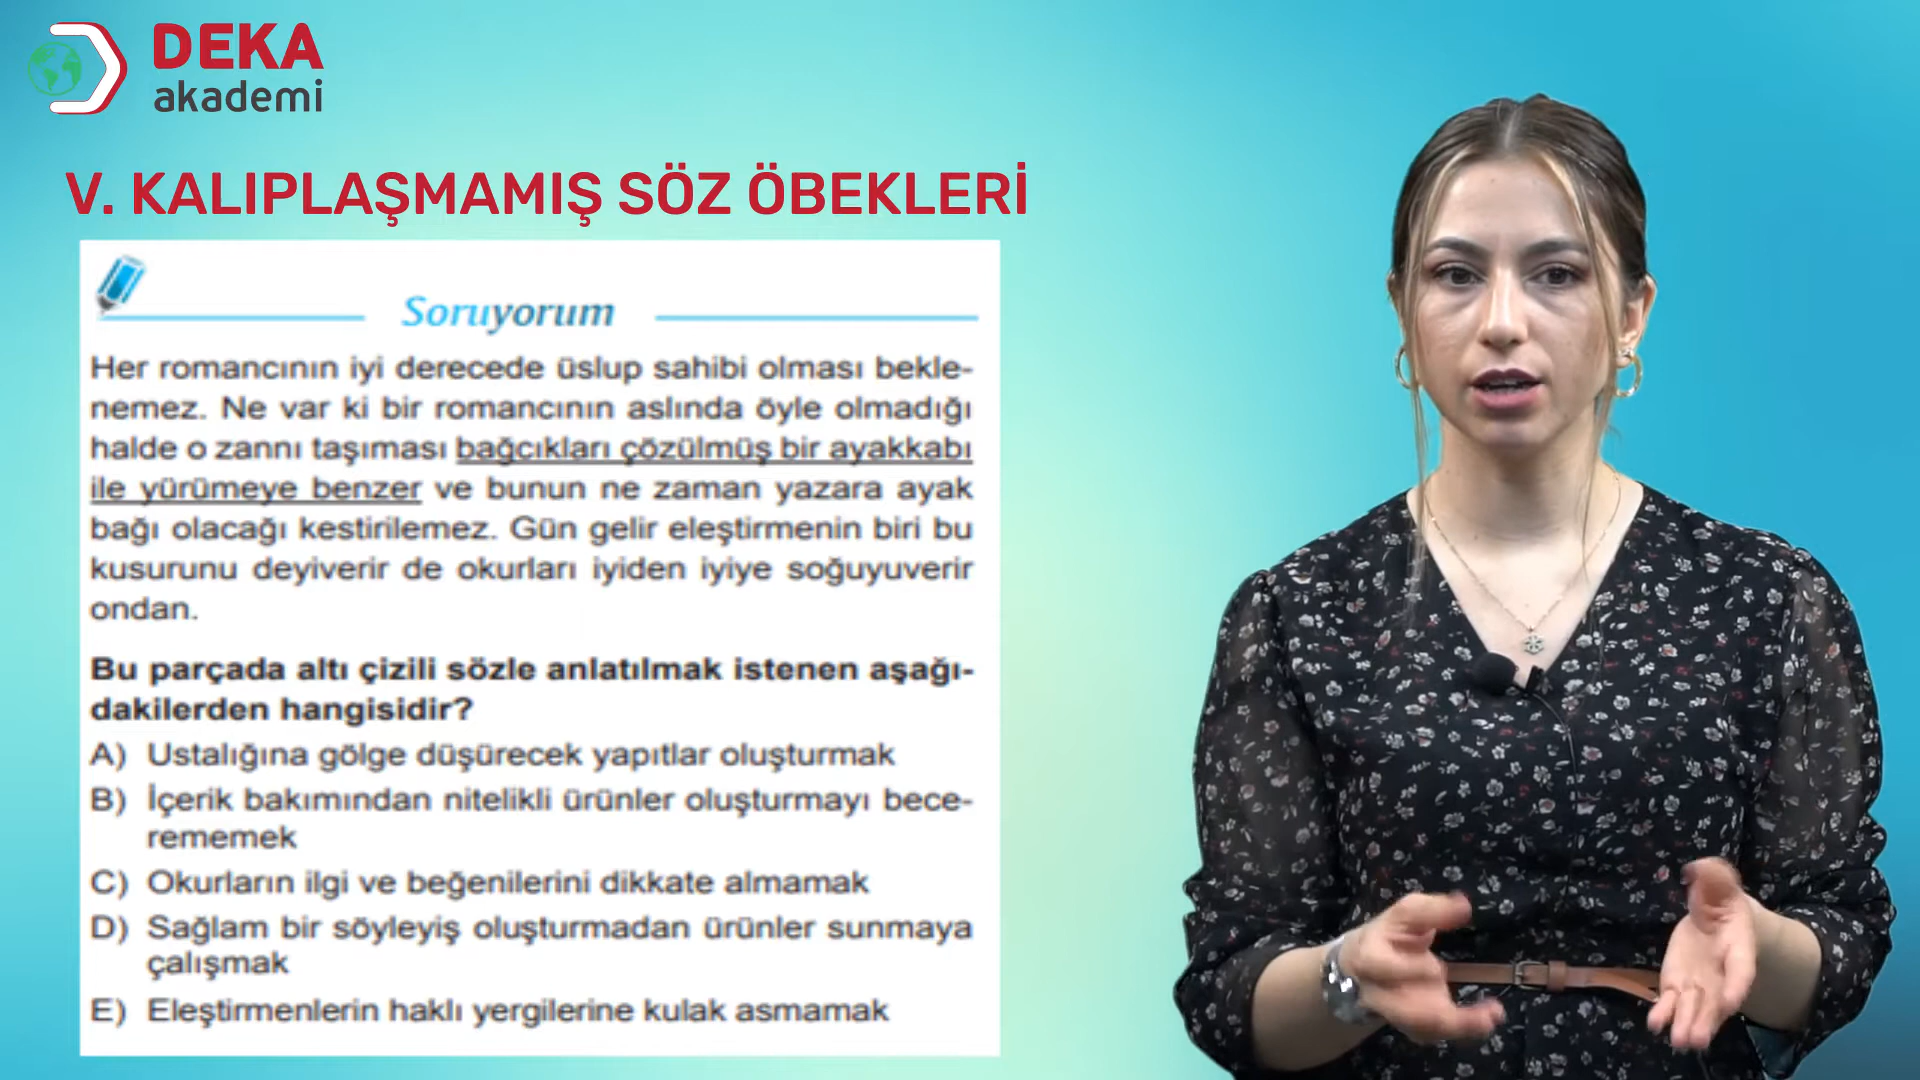 DEKA
akademi
V. KALIPLAŞMAMIŞ SÖZ ÖBEKLERİ
Soruyorum
Her romancının iyi derecede üslup sahibi olması bekle-
nemez. Ne var ki bir romancının aslında öyle olmadığı
halde o zannı taşıması bağcıkları çözülmüş bir ayakkabı
ile yürümeye benzer ve bunun ne zaman yazara ayak
bağı olacağı kestirilemez. Gün gelir eleştirmenin biri bu
kusurunu deyiverir de okurları iyiden iyiye soğuyuverir
ondan.
Bu parçada altı çizili sözle anlatılmak istenen aşağı-
dakilerden hangisidir?
A) Ustalığına gölge düşürecek yapıtlar oluşturmak
B) İçerik bakımından nitelikli ürünler oluşturmayı bece-
rememek
C) Okurların ilgi ve beğenilerini dikkate almamak
D) Sağlam bir söyleyiş oluşturmadan ürünler sunmaya
çalışmak
E) Eleştirmenlerin haklı yergilerine kulak asmamak